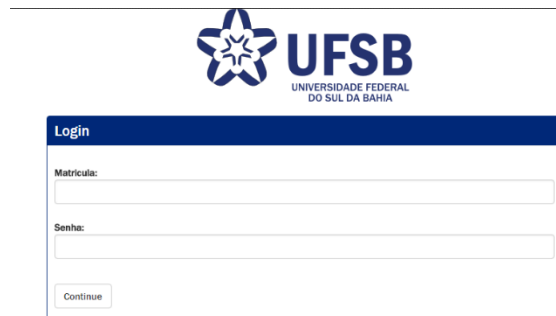 UFSB
UNIVERSIDADE FEDERAL
DO SUL DA BAHIA
Login
Matricula:
Senha:
Continue